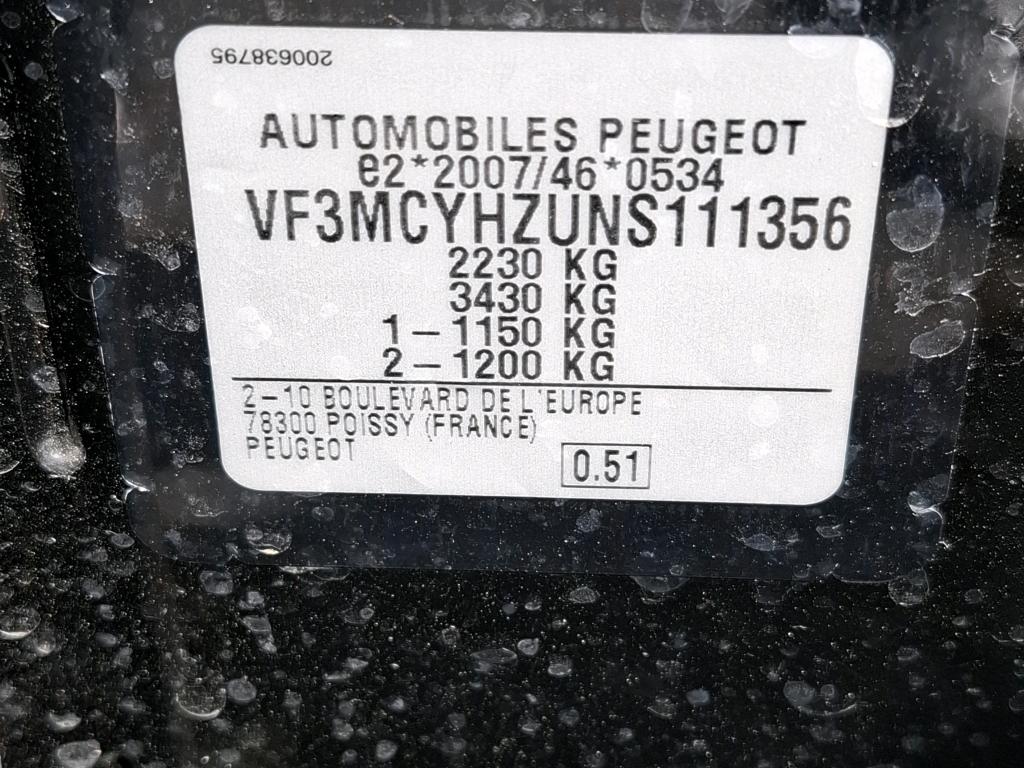 200638795
AUTOMOBILES PEUGEOT
e2*2007/46*0534
VF3MCYHZUNS111356
2230 KG
3430 KG
1 – 1150 KG
2 – 1200 KG
2 – 10 BOULEVARD DE L'EUROPE
78300 POISSY (FRANCE)
PEUGEOT
0.51